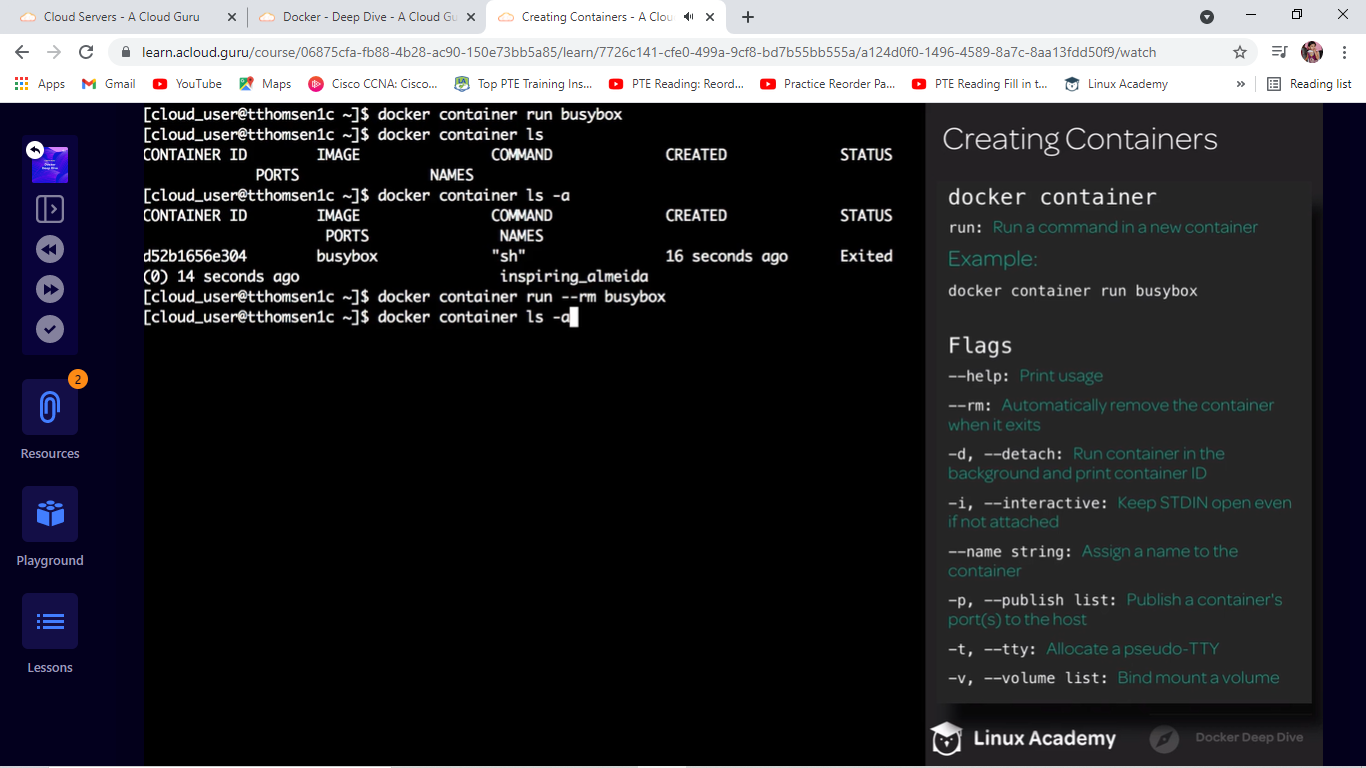 Cloud Servers - A Cloud Guru
Docker - Deep Dive - A Cloud Gu
Creating Containers - A Clou
learn.acloud.guru/course/06875cfa-fb88-4b28-ac90-150e73bb5a85/learn/7726c141-cfe0-499a-9cf8-bd7b55bb555a/a124d0f0-1496-4589-8a7c-8aa13fdd50f9/watch
Apps Gmail YouTube Maps Cisco CCNA: Cisco... Top PTE Training Ins... PTE Reading: Reord... Practice Reorder Pa... PTE Reading Fill in t... Linux Academy » Reading list
[cloud_user@tthomsen1c ~]$ docker container run busybox
[cloud_user@tthomsen1c ~]$ docker container ls
CONTAINER ID IMAGE COMMAND CREATED STATUS
PORTS NAMES
[cloud_user@tthomsen1c ~]$ docker container ls -a
CONTAINER ID IMAGE COMMAND CREATED STATUS
PORTS NAMES
d52b1656e304 busybox "sh" 16 seconds ago Exited
(0) 14 seconds ago inspiring_almeida
[cloud_user@tthomsen1c ~]$ docker container run --rm busybox
[cloud_user@tthomsen1c ~]$ docker container ls -a
Docker
Deep Dive
2
Resources
Playground
Lessons
Creating Containers
docker container
run: Run a command in a new container
Example:
docker container run busybox
Flags
--help: Print usage
--rm: Automatically remove the container
when it exits
-d, --detach: Run container in the
background and print container ID
-i, --interactive: Keep STDIN open even
if not attached
--name string: Assign a name to the
container
-p, --publish list: Publish a container's
port(s) to the host
-t, --tty: Allocate a pseudo-TTY
-v, --volume list: Bind mount a volume
Linux Academy
Docker Deep Dive